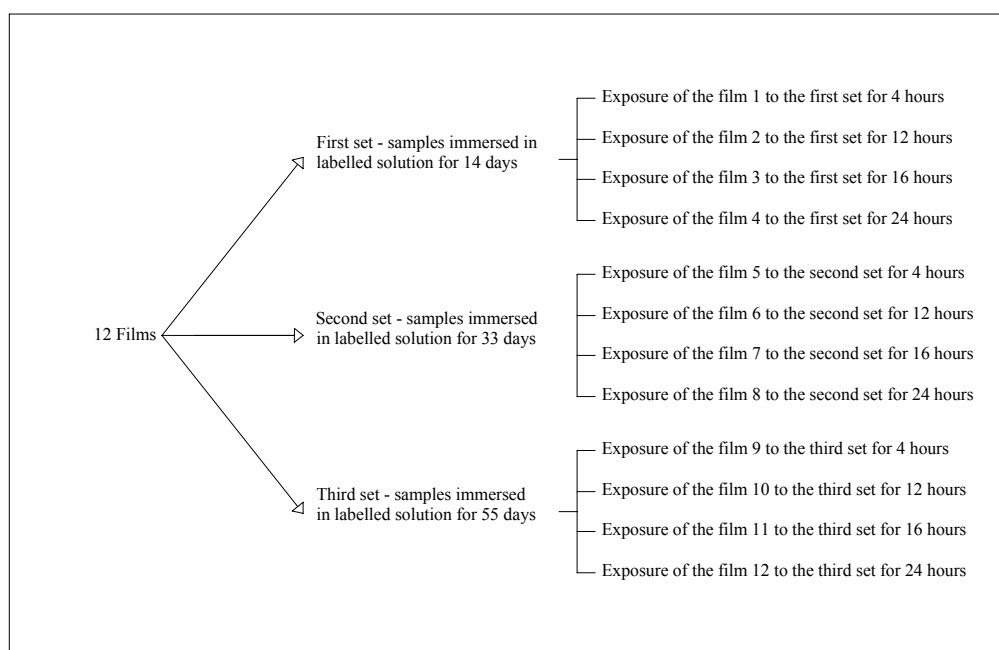 12 Films
First set - samples immersed in
labelled solution for 14 days
Exposure of the film 1 to the first set for 4 hours
Exposure of the film 2 to the first set for 12 hours
Exposure of the film 3 to the first set for 16 hours
Exposure of the film 4 to the first set for 24 hours
Second set - samples immersed
in labelled solution for 33 days
Exposure of the film 5 to the second set for 4 hours
Exposure of the film 6 to the second set for 12 hours
Exposure of the film 7 to the second set for 16 hours
Exposure of the film 8 to the second set for 24 hours
Third set - samples immersed
in labelled solution for 55 days
Exposure of the film 9 to the third set for 4 hours
Exposure of the film 10 to the third set for 12 hours
Exposure of the film 11 to the third set for 16 hours
Exposure of the film 12 to the third set for 24 hours